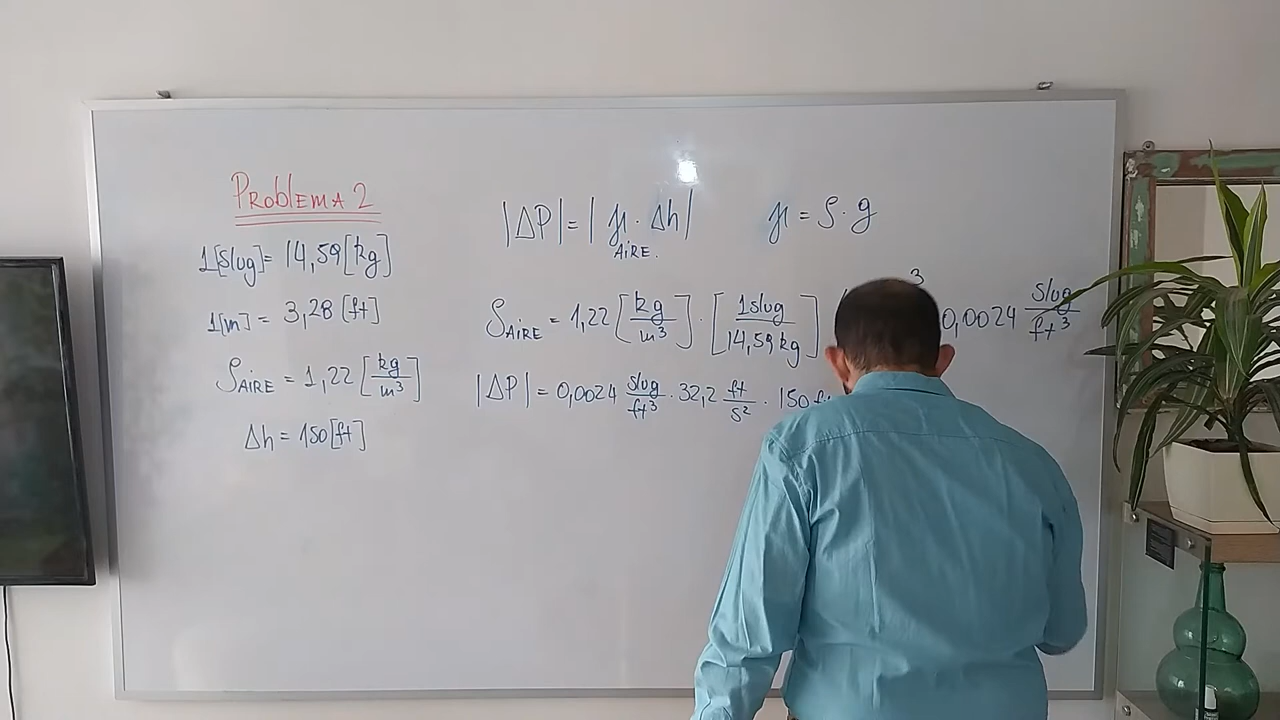 Problema 2
1[slug] = 14,59[kg]
1[m] = 3,28 [ft]
ρAIRE = 1,22 [kg/m³]
Δh = 150[ft]
|ΔP| = |γAIRE. · Δh|
γ = ρ · g
ρAIRE = 1,22 [kg/m³] · [1slug/14,59 kg] 3 0,0024 slug/ft³
|ΔP| = 0,0024 slug/ft³ · 32,2 ft/s² · 150